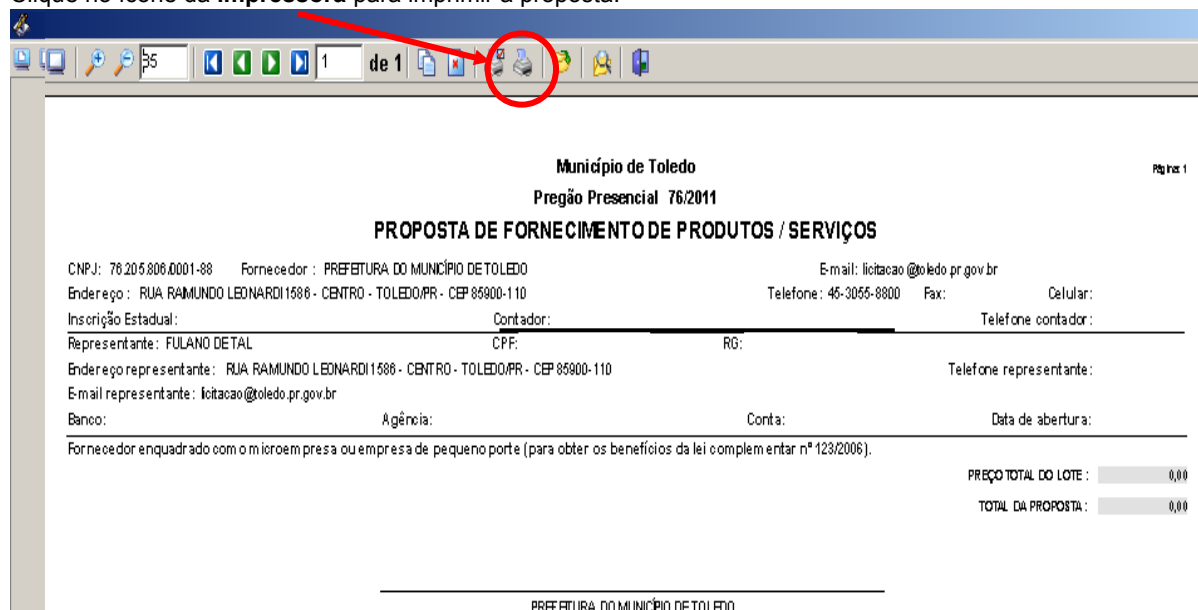 Clique no ícone da impressora para imprimir a proposta.
35 1 de 1
Município de Toledo
Página: 1
Pregão Presencial 76/2011
PROPOSTA DE FORNECIMENTO DE PRODUTOS / SERVIÇOS
CNPJ: 76.205.806/0001-88 Fornecedor : PREFEITURA DO MUNICÍPIO DE TOLEDO E-mail: licitacao@toledo.pr.gov.br
Endereço : RUA RAIMUNDO LEONARDI 1586 - CENTRO - TOLEDO/PR - CEP 85900-110 Telefone: 45-3055-8800 Fax: Celular:
Inscrição Estadual: Contador: Telefone contador:
Representante: FULANO DE TAL CPF: RG:
Endereço representante: RUA RAIMUNDO LEONARDI 1586 - CENTRO - TOLEDO/PR - CEP 85900-110 Telefone representante:
E-mail representante: licitacao@toledo.pr.gov.br
Banco: Agência: Conta: Data de abertura:
Fornecedor enquadrado como microempresa ou empresa de pequeno porte (para obter os benefícios da lei complementar nº 123/2006).
PREÇO TOTAL DO LOTE : 0,00
TOTAL DA PROPOSTA : 0,00
PREFEITURA DO MUNICÍPIO DE TOLEDO